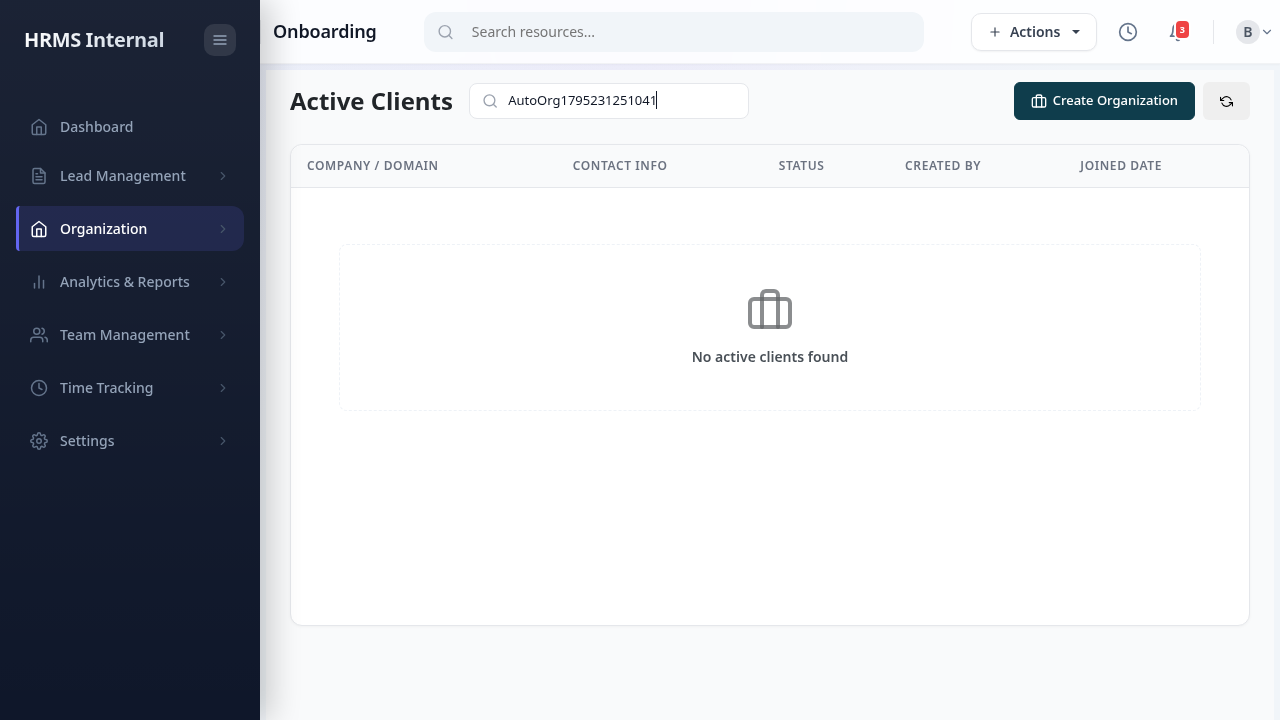 HRMS Internal
Onboarding
Search resources...
Actions
3
B
Dashboard
Lead Management
Organization
Analytics & Reports
Team Management
Time Tracking
Settings
Active Clients
AutoOrg1795231251041
Create Organization
COMPANY / DOMAIN CONTACT INFO STATUS CREATED BY JOINED DATE
No active clients found